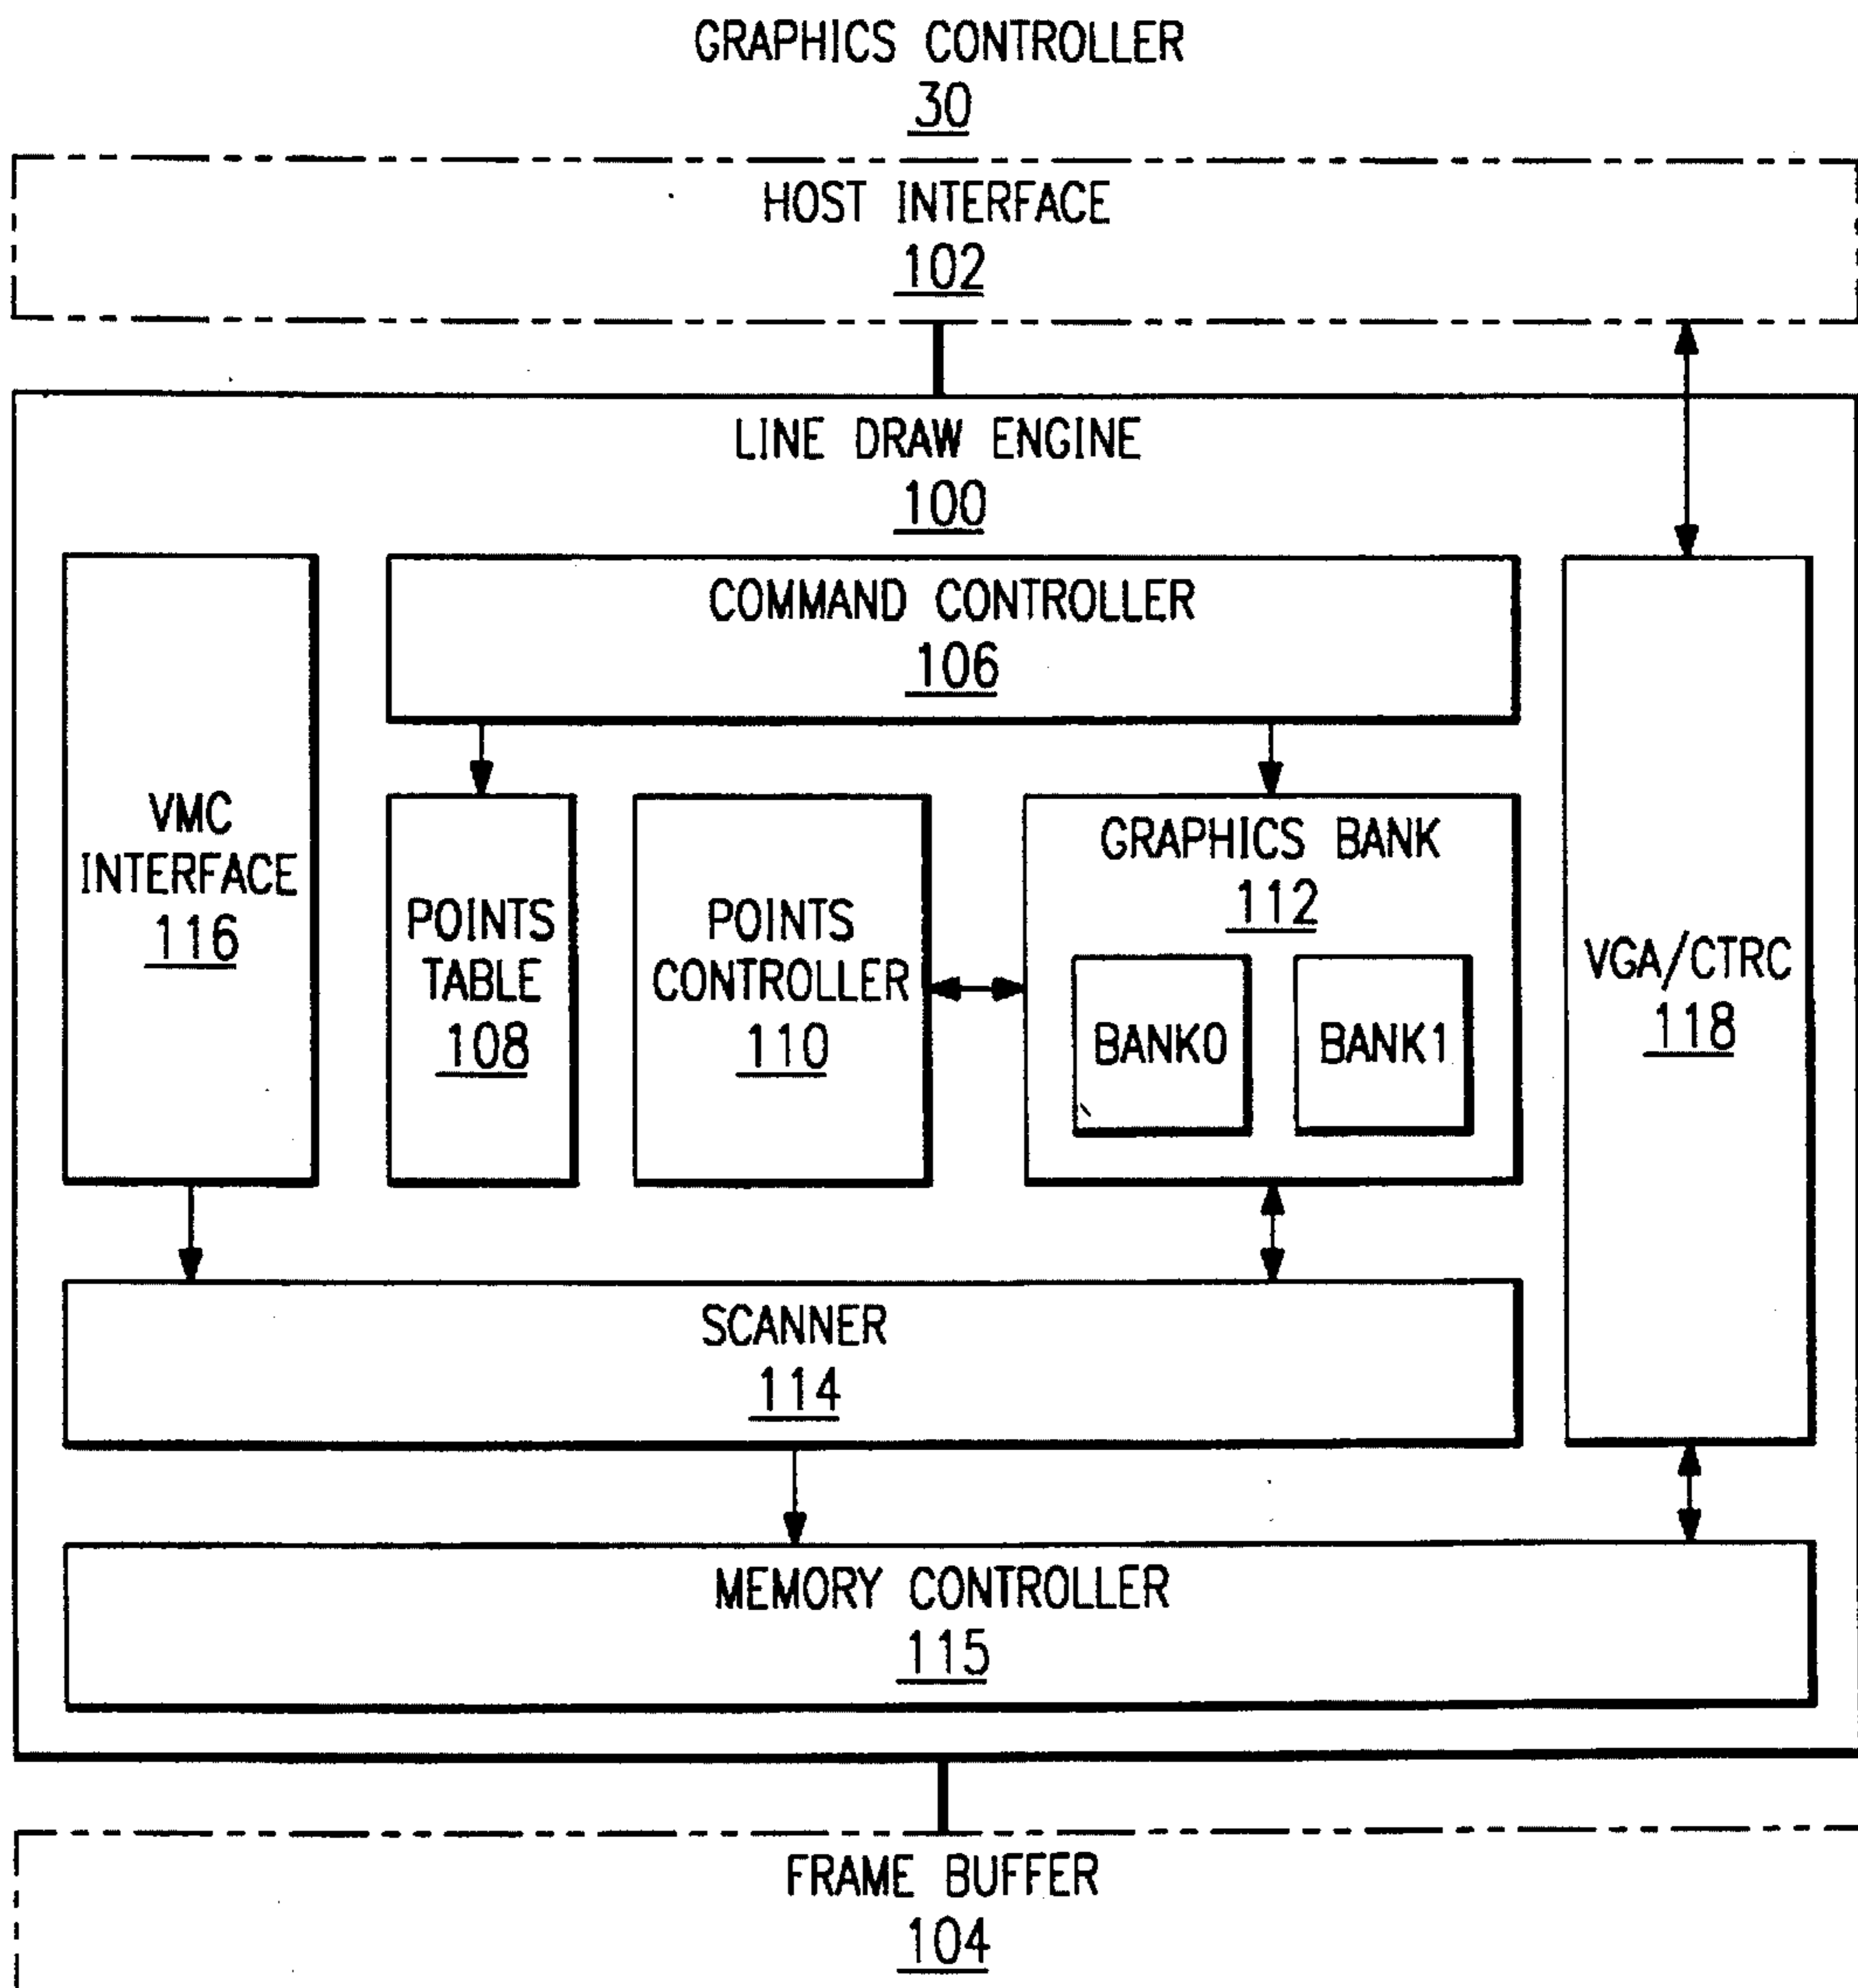 GRAPHICS CONTROLLER
30
HOST INTERFACE
102
LINE DRAW ENGINE
100
COMMAND CONTROLLER
106
VMC
INTERFACE
116
POINTS
TABLE
108
POINTS
CONTROLLER
110
GRAPHICS BANK
112
BANK0
BANK1
VGA/CTRC
118
SCANNER
114
MEMORY CONTROLLER
115
FRAME BUFFER
104